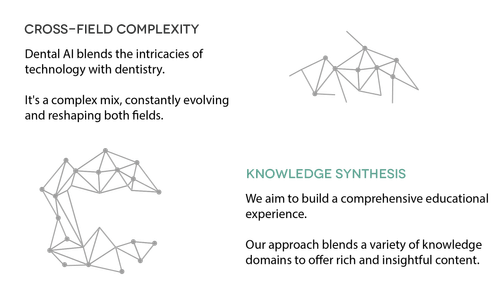 CROSS-FIELD COMPLEXITY
Dental AI blends the intricacies of
technology with dentistry.
It's a complex mix, constantly evolving
and reshaping both fields.
KNOWLEDGE SYNTHESIS
We aim to build a comprehensive educational
experience.
Our approach blends a variety of knowledge
domains to offer rich and insightful content.